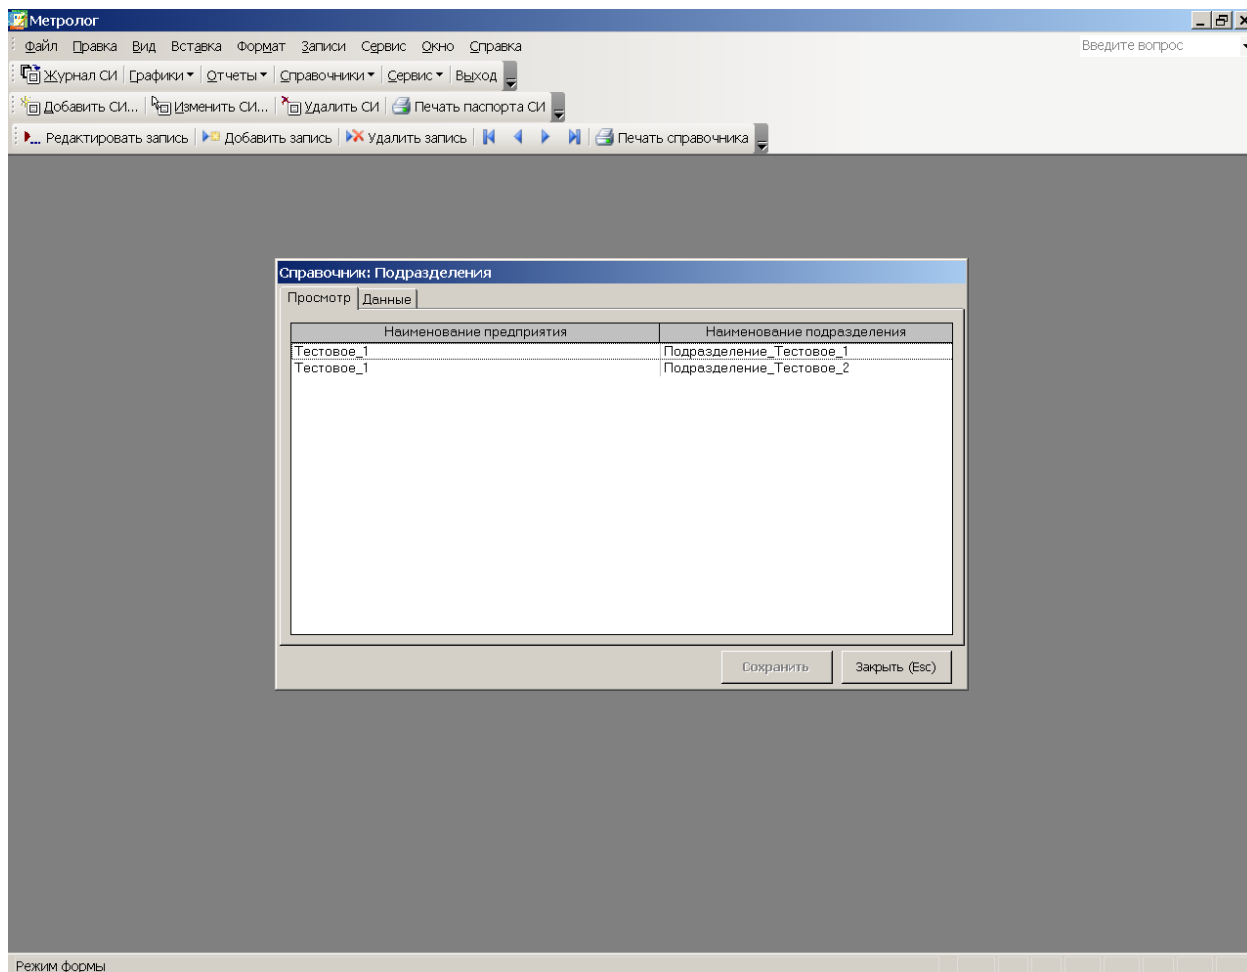 Метролог
Файл Правка Вид Вставка Формат Записи Сервис Окно Справка Введите вопрос
Журнал СИ Графики Отчеты Справочники Сервис Выход
Добавить СИ... Изменить СИ... Удалить СИ Печать паспорта СИ
Редактировать запись Добавить запись Удалить запись Печать справочника
Справочник: Подразделения
Просмотр Данные
Наименование предприятия Наименование подразделения
Тестовое_1 Подразделение_Тестовое_1
Тестовое_1 Подразделение_Тестовое_2
Сохранить Закрыть (Esc)
Режим формы